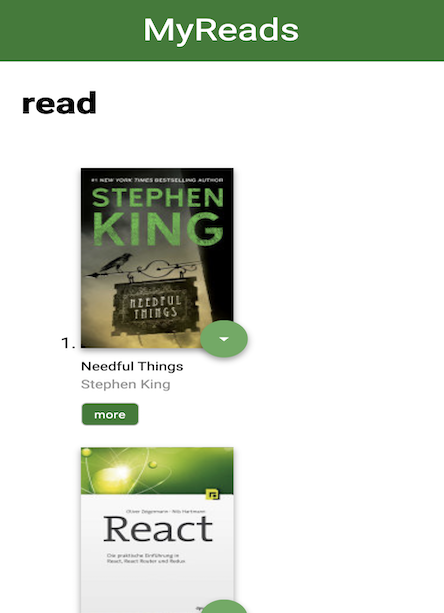 MyReads
read
#1 NEW YORK TIMES BESTSELLING AUTHOR
STEPHEN
KING
NEEDFUL
THINGS
1.
Needful Things
Stephen King
more
Oliver Zeigermann · Nils Hartmann
React
Die praktische Einführung in
React, React Router und Redux